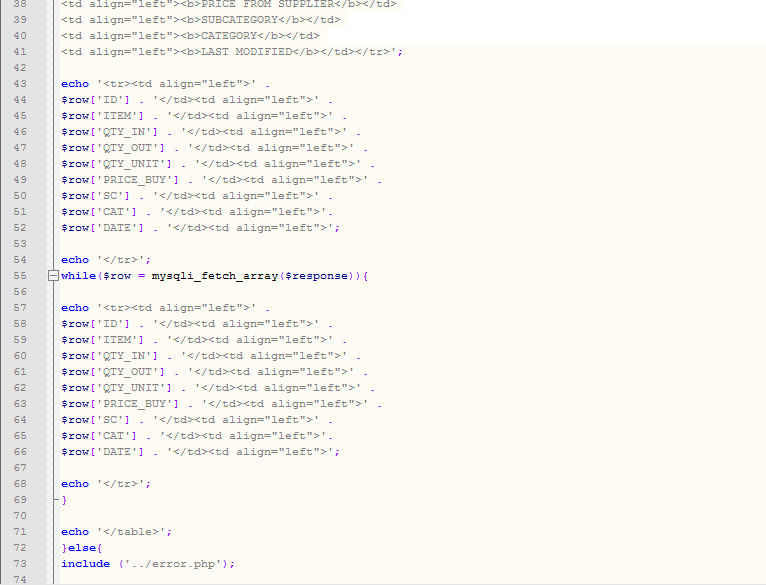 38 <td align="left"><b>PRICE FROM SUPPLIER</b></td>
39 <td align="left"><b>SUBCATEGORY</b></td>
40 <td align="left"><b>CATEGORY</b></td>
41 <td align="left"><b>LAST MODIFIED</b></td></tr>';
42
43 echo '<tr><td align="left">' .
44 $row['ID'] . '</td><td align="left">' .
45 $row['ITEM'] . '</td><td align="left">' .
46 $row['QTY_IN'] . '</td><td align="left">' .
47 $row['QTY_OUT'] . '</td><td align="left">' .
48 $row['QTY_UNIT'] . '</td><td align="left">' .
49 $row['PRICE_BUY'] . '</td><td align="left">' .
50 $row['SC'] . '</td><td align="left">' .
51 $row['CAT'] . '</td><td align="left">'.
52 $row['DATE'] . '</td><td align="left">';
53
54 echo '</tr>';
55 while($row = mysqli_fetch_array($response)){
56
57 echo '<tr><td align="left">' .
58 $row['ID'] . '</td><td align="left">' .
59 $row['ITEM'] . '</td><td align="left">' .
60 $row['QTY_IN'] . '</td><td align="left">' .
61 $row['QTY_OUT'] . '</td><td align="left">' .
62 $row['QTY_UNIT'] . '</td><td align="left">' .
63 $row['PRICE_BUY'] . '</td><td align="left">' .
64 $row['SC'] . '</td><td align="left">' .
65 $row['CAT'] . '</td><td align="left">'.
66 $row['DATE'] . '</td><td align="left">';
67
68 echo '</tr>';
69 }
70
71 echo '</table>';
72 }else{
73 include ('../error.php');
74